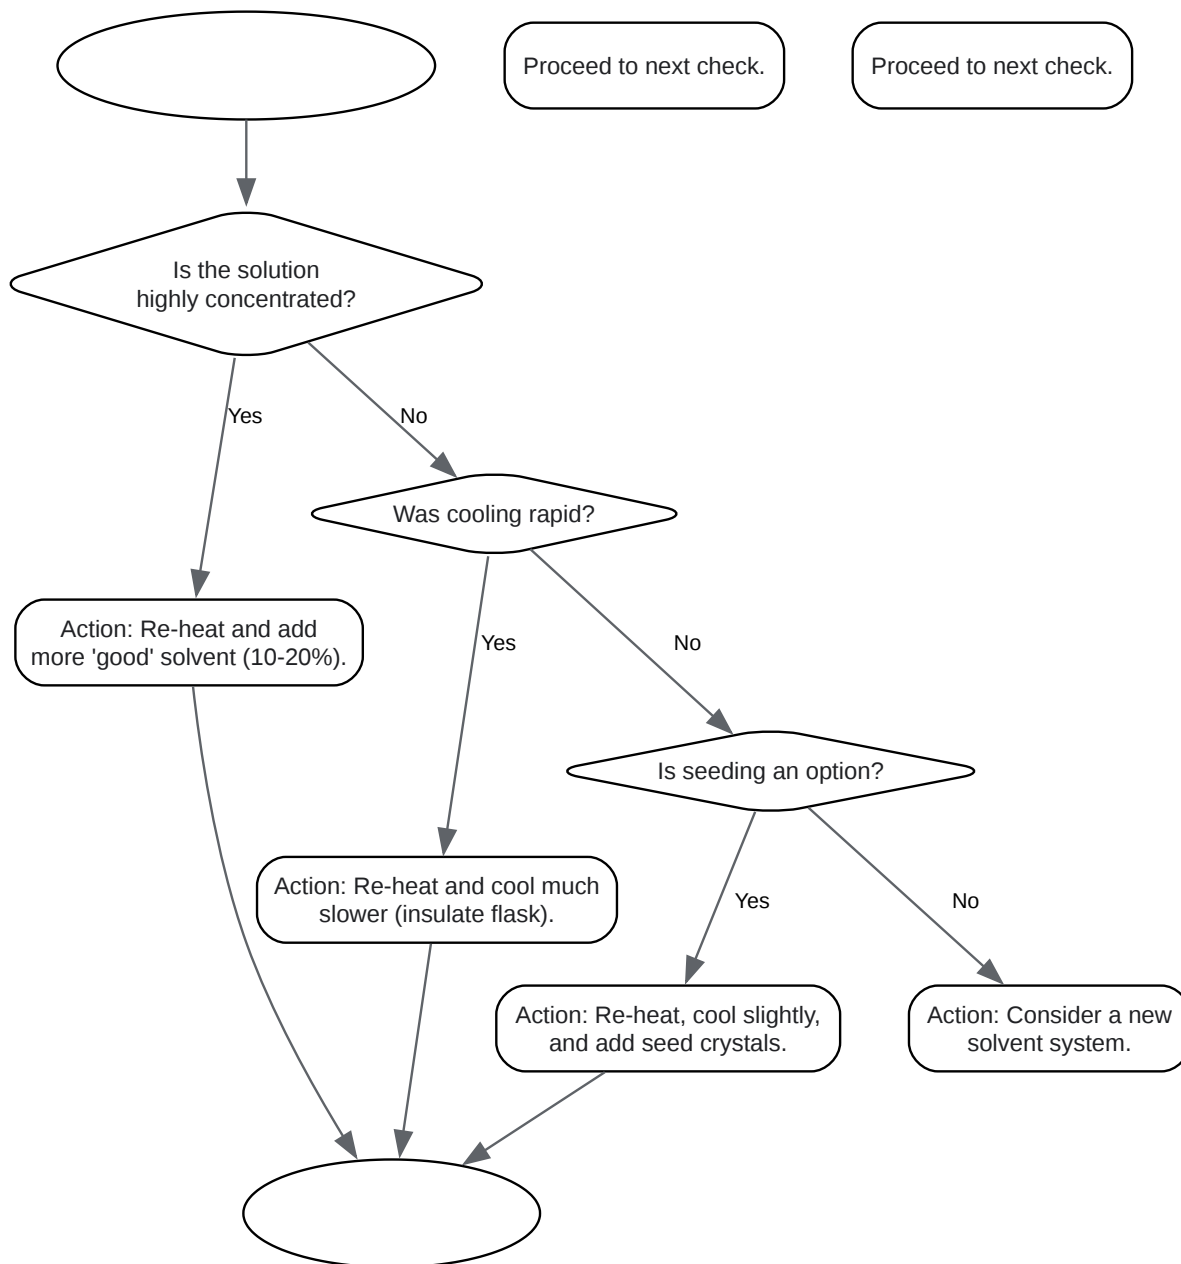 Proceed to next check.
Proceed to next check.
Is the solution
highly concentrated?
Yes
No
Was cooling rapid?
Action: Re-heat and add
more 'good' solvent (10-20%).
Yes
No
Is seeding an option?
Action: Re-heat and cool much
slower (insulate flask).
Yes
No
Action: Re-heat, cool slightly,
and add seed crystals.
Action: Consider a new
solvent system.